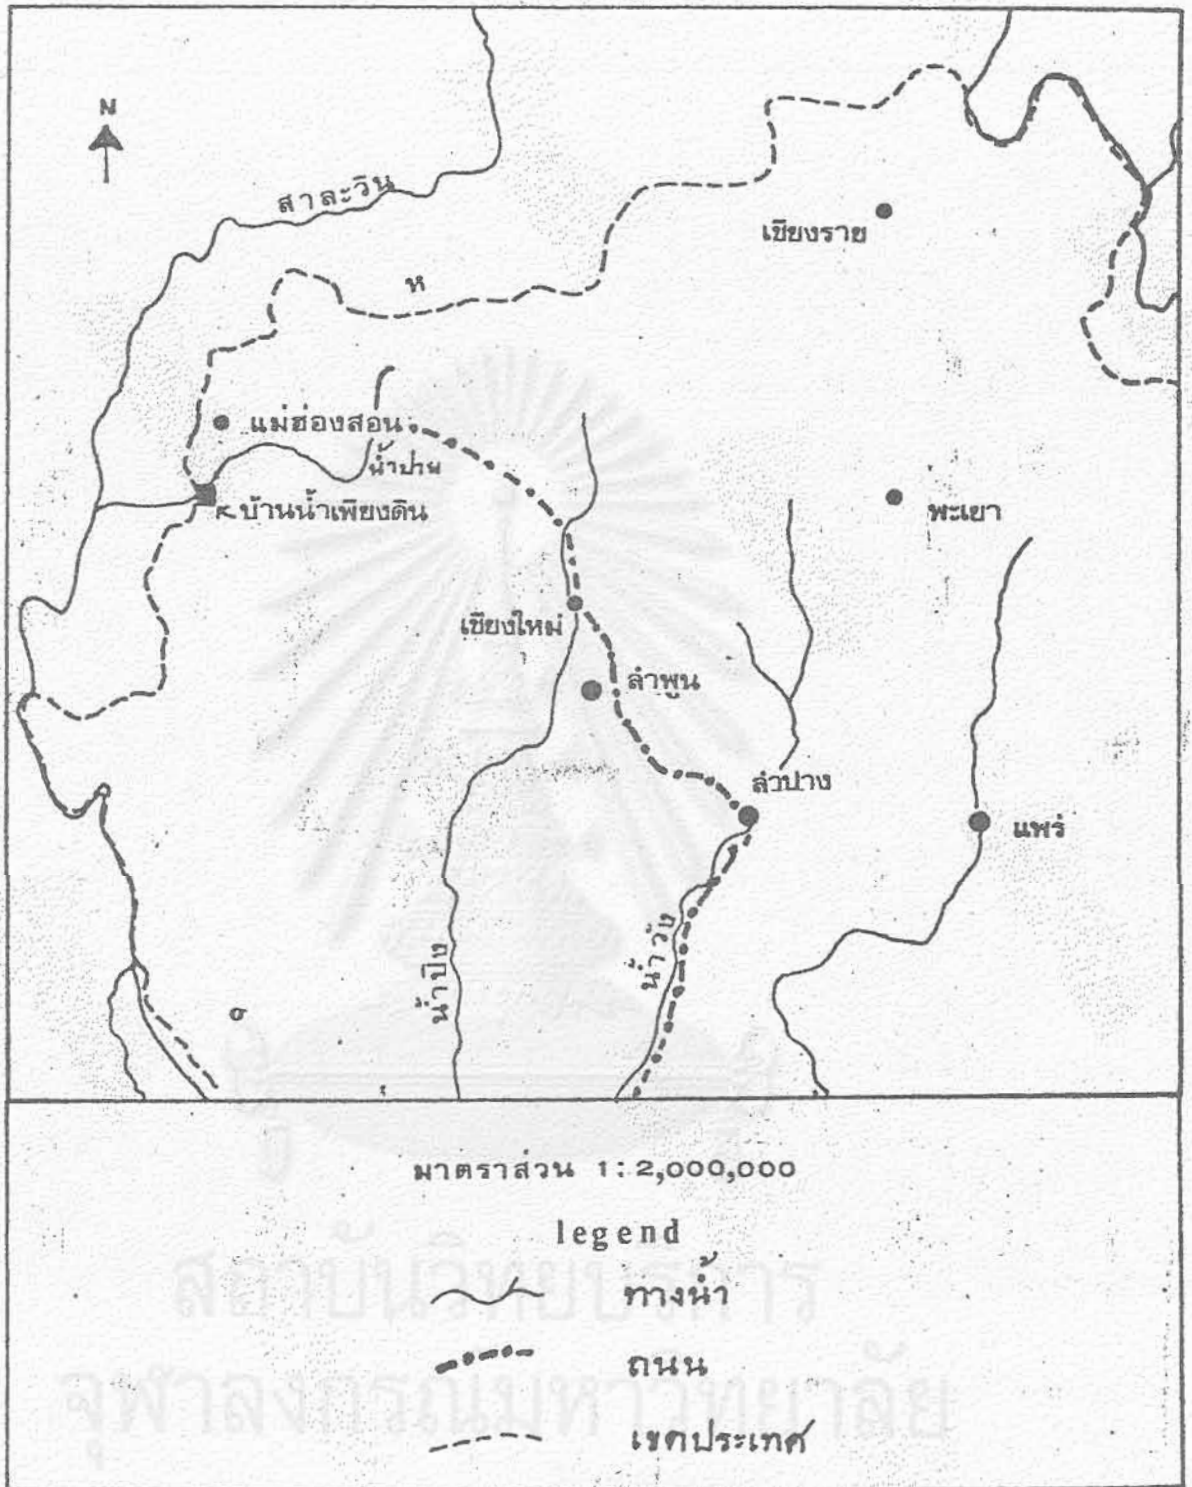 N
สาละวิน
เชียงราย
ห
แม่ฮ่องสอน
น้ำปาย
บ้านน้ำเพียงดิน
พะเยา
เชียงใหม่
ลำพูน
ลำปาง
แพร่
น้ำปิง
น้ำวัง
มาตราส่วน 1:2,000,000
legend
ทางน้ำ
ถนน
เขตประเทศ
สถาบันวิทยบริการ
จุฬาลงกรณ์มหาวิทยาลัย